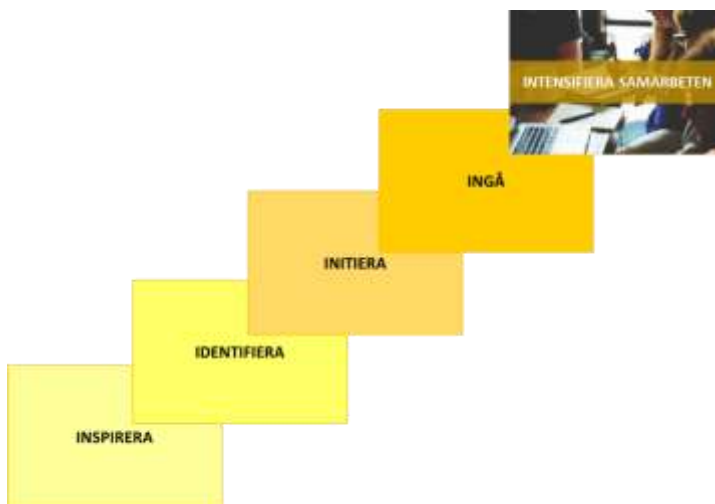 INTENSIFIERA SAMARBETEN
INGÅ
INITIERA
IDENTIFIERA
INSPIRERA